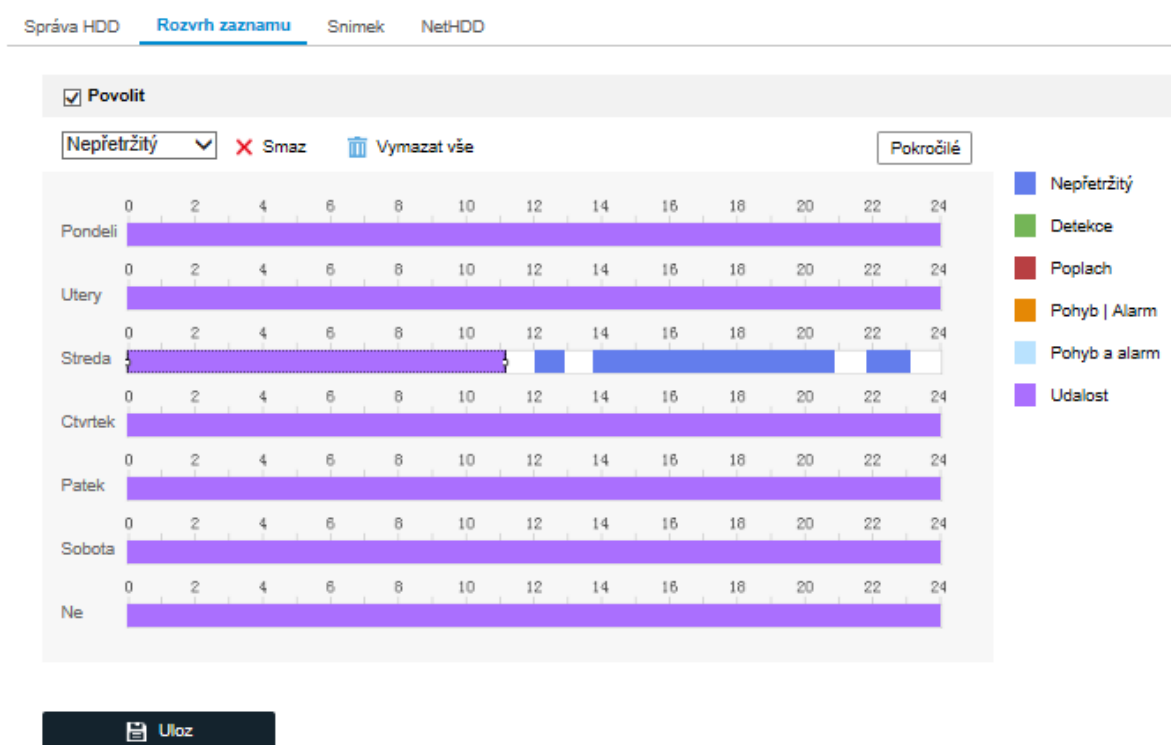 Správa HDD Rozvrh zaznamu Snimek NetHDD
Povolit
Nepřetržitý Smaz Vymazat vše Pokročilé
0 2 4 6 8 10 12 14 16 18 20 22 24
Pondeli
0 2 4 6 8 10 12 14 16 18 20 22 24
Utery
0 2 4 6 8 10 12 14 16 18 20 22 24
Streda
0 2 4 6 8 10 12 14 16 18 20 22 24
Ctvrtek
0 2 4 6 8 10 12 14 16 18 20 22 24
Patek
0 2 4 6 8 10 12 14 16 18 20 22 24
Sobota
0 2 4 6 8 10 12 14 16 18 20 22 24
Ne
Nepřetržitý
Detekce
Poplach
Pohyb | Alarm
Pohyb a alarm
Udalost
Uloz